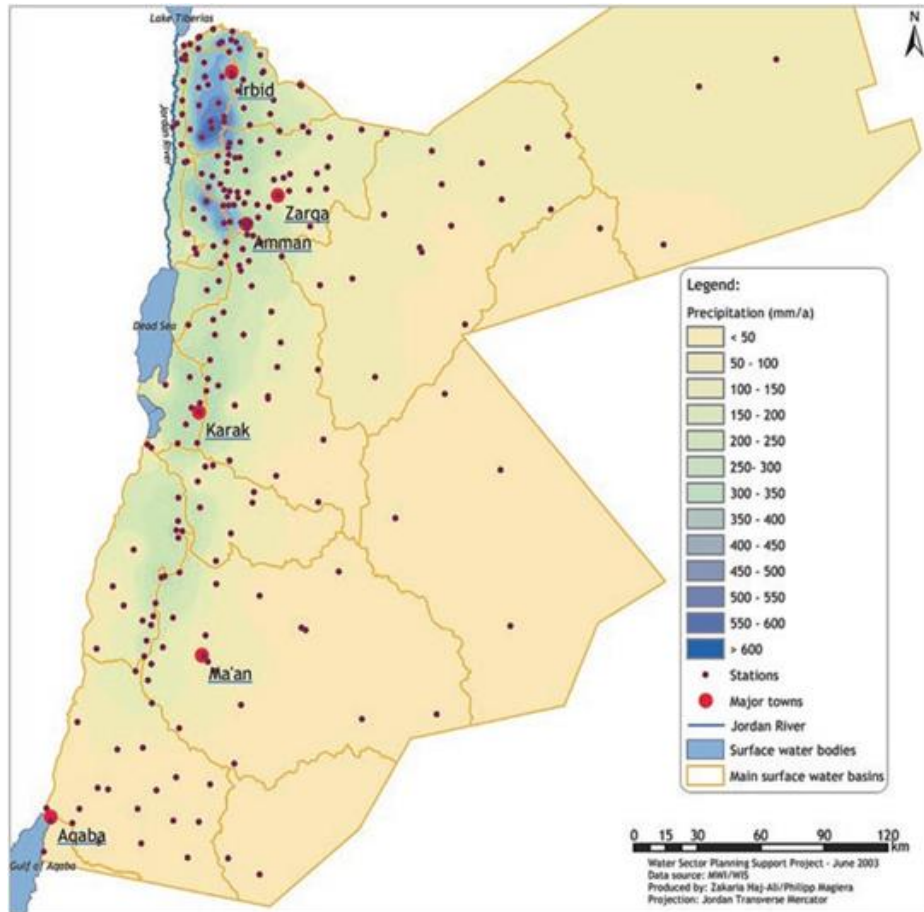 Lake Tiberias
N
Irbid
Jordan River
Zarqa
Amman
Dead Sea
Karak
Ma'an
Aqaba
Gulf of Aqaba
Legend:
Precipitation (mm/a)
< 50
50 - 100
100 - 150
150 - 200
200 - 250
250- 300
300 - 350
350 - 400
400 - 450
450 - 500
500 - 550
550 - 600
> 600
Stations
Major towns
Jordan River
Surface water bodies
Main surface water basins
0 15 30 60 90 120
km
Water Sector Planning Support Project - June 2003
Data source: MWI/WIS
Produced by: Zakaria Haj-Ali/Philipp Magiera
Projection: Jordan Transverse Mercator